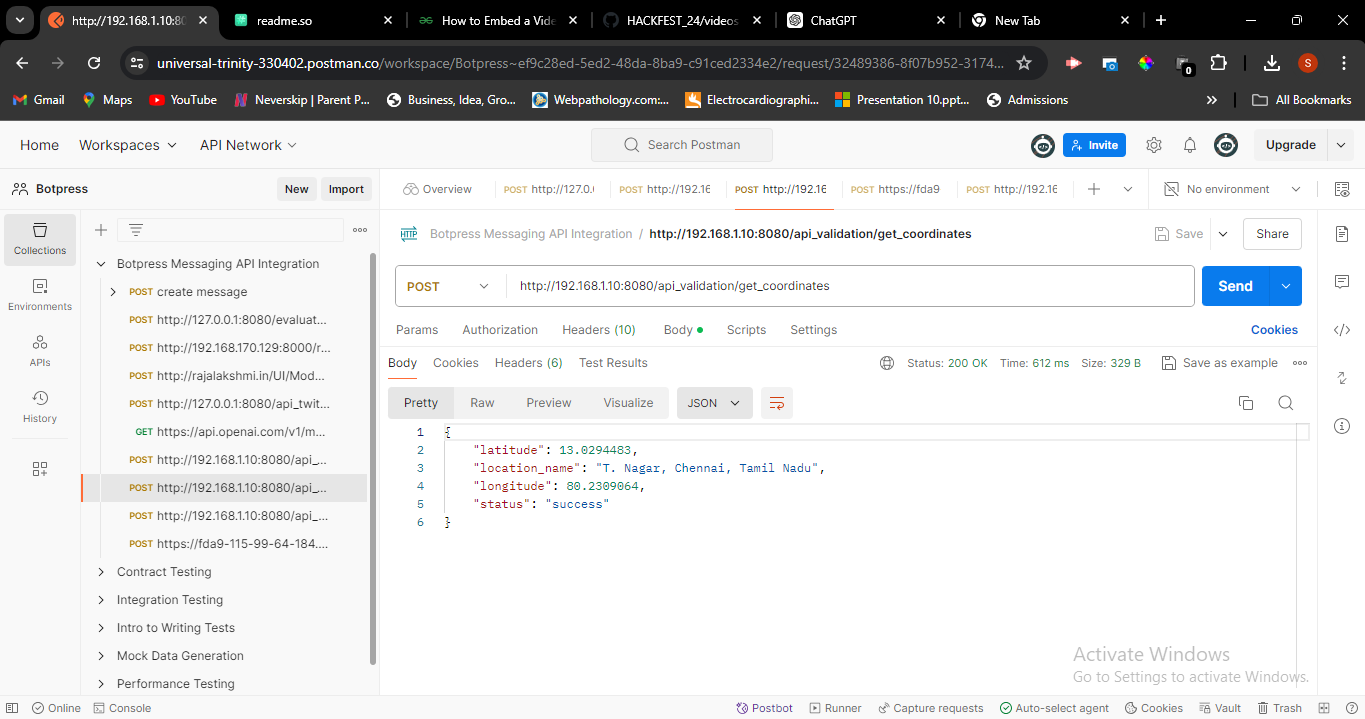 http://192.168.1.10:80
readme.so
How to Embed a Vide
HACKFEST_24/videos
ChatGPT
New Tab
universal-trinity-330402.postman.co/workspace/Botpress~ef9c28ed-5ed2-48da-8ba9-c91ced2334e2/request/32489386-8f07b952-3174...
0
S
Gmail
Maps
YouTube
Neverskip | Parent P...
Business, Idea, Gro...
Webpathology.com:...
Electrocardiographi...
Presentation 10.ppt...
Admissions
»
All Bookmarks
Home
Workspaces
API Network
Search Postman
Invite
Upgrade
Botpress
New
Import
Overview
POST http://127.0.
POST http://192.16
POST http://192.16
POST https://fda9
POST http://192.16
No environment
Collections
Environments
APIs
History
Botpress Messaging API Integration
POST create message
POST http://127.0.0.1:8080/evaluat...
POST http://192.168.170.129:8000/r...
POST http://rajalakshmi.in/UI/Mod...
POST http://127.0.0.1:8080/api_twit...
GET https://api.openai.com/v1/m...
POST http://192.168.1.10:8080/api_...
POST http://192.168.1.10:8080/api_...
POST http://192.168.1.10:8080/api_...
POST https://fda9-115-99-64-184....
Contract Testing
Integration Testing
Intro to Writing Tests
Mock Data Generation
Performance Testing
HTTP
Botpress Messaging API Integration / http://192.168.1.10:8080/api_validation/get_coordinates
Save
Share
POST
http://192.168.1.10:8080/api_validation/get_coordinates
Send
Params
Authorization
Headers (10)
Body
Scripts
Settings
Cookies
Body
Cookies
Headers (6)
Test Results
Status: 200 OK
Time: 612 ms
Size: 329 B
Save as example
Pretty
Raw
Preview
Visualize
JSON
1 {
2 "latitude": 13.0294483,
3 "location_name": "T. Nagar, Chennai, Tamil Nadu",
4 "longitude": 80.2309064,
5 "status": "success"
6 }
Activate Windows
Go to Settings to activate Windows.
Online
Console
Postbot
Runner
Capture requests
Auto-select agent
Cookies
Vault
Trash